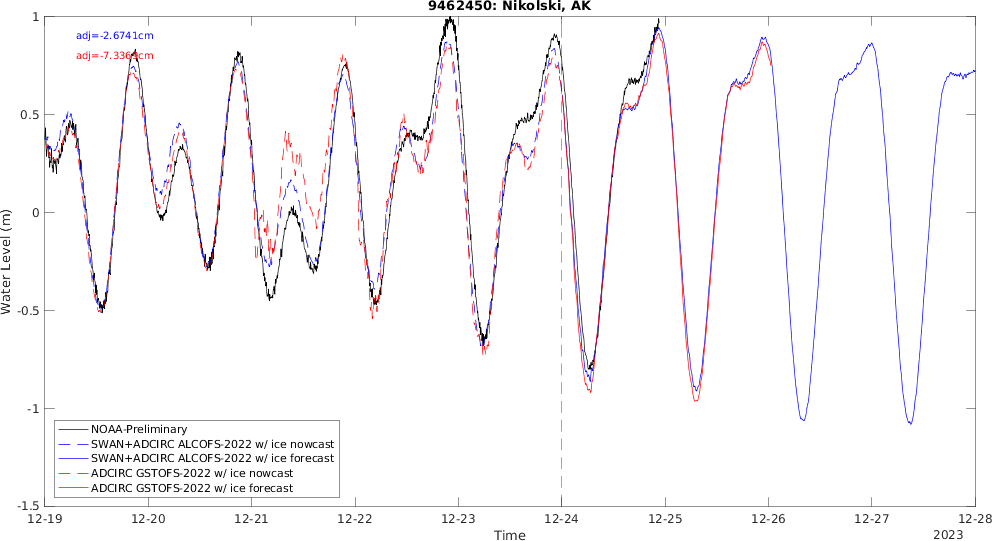 9462450: Nikolski, AK
adj=-2.6741cm
adj=-7.3369cm
Water Level (m)
1
0.5
0
-0.5
-1
-1.5
NOAA-Preliminary
SWAN+ADCIRC ALCOFS-2022 w/ ice nowcast
SWAN+ADCIRC ALCOFS-2022 w/ ice forecast
ADCIRC GSTOFS-2022 w/ ice nowcast
ADCIRC GSTOFS-2022 w/ ice forecast
12-19 12-20 12-21 12-22 12-23 12-24 12-25 12-26 12-27 12-28
Time
2023